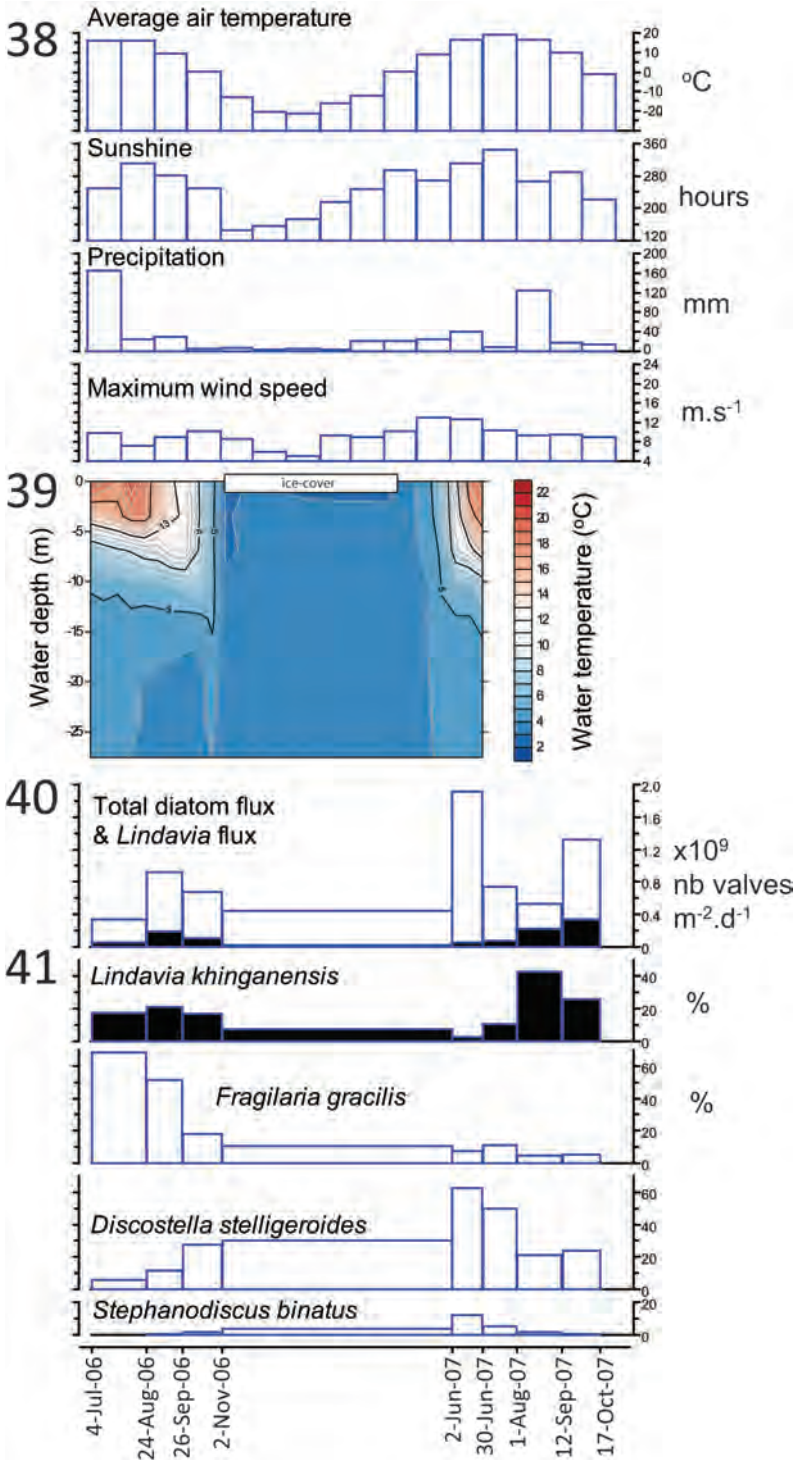 38
Average air temperature
20
10
0
-10
-20
ºC
Sunshine
360
280
200
120
hours
Precipitation
200
160
120
80
40
0
mm
Maximum wind speed
24
20
16
12
8
4
m.s-1
39
Water depth (m)
0
-5
-10
-15
-20
-25
ice-cover
13
9
22
20
18
16
14
12
10
8
6
4
2
Water temperature (ºC)
40
Total diatom flux
& Lindavia flux
2.0
1.6
1.2
0.8
0.4
0
x10⁹
nb valves
m-2.d-1
41
Lindavia khinganensis
40
20
0
%
Fragilaria gracilis
60
40
20
0
%
Discostella stelligeroides
60
40
20
0
Stephanodiscus binatus
20
0
4-Jul-06
24-Aug-06
26-Sep-06
2-Nov-06
2-Jun-07
30-Jun-07
1-Aug-07
12-Sep-07
17-Oct-07